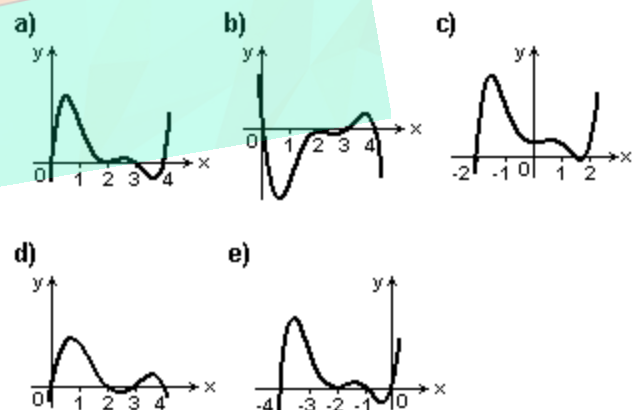 a) b) c)
y y y
0 1 2 3 4 x
0 1 2 3 4 x
-2 -1 0 1 2 x
d) e)
y y
0 1 2 3 4 x
-4 -3 -2 -1 0 x